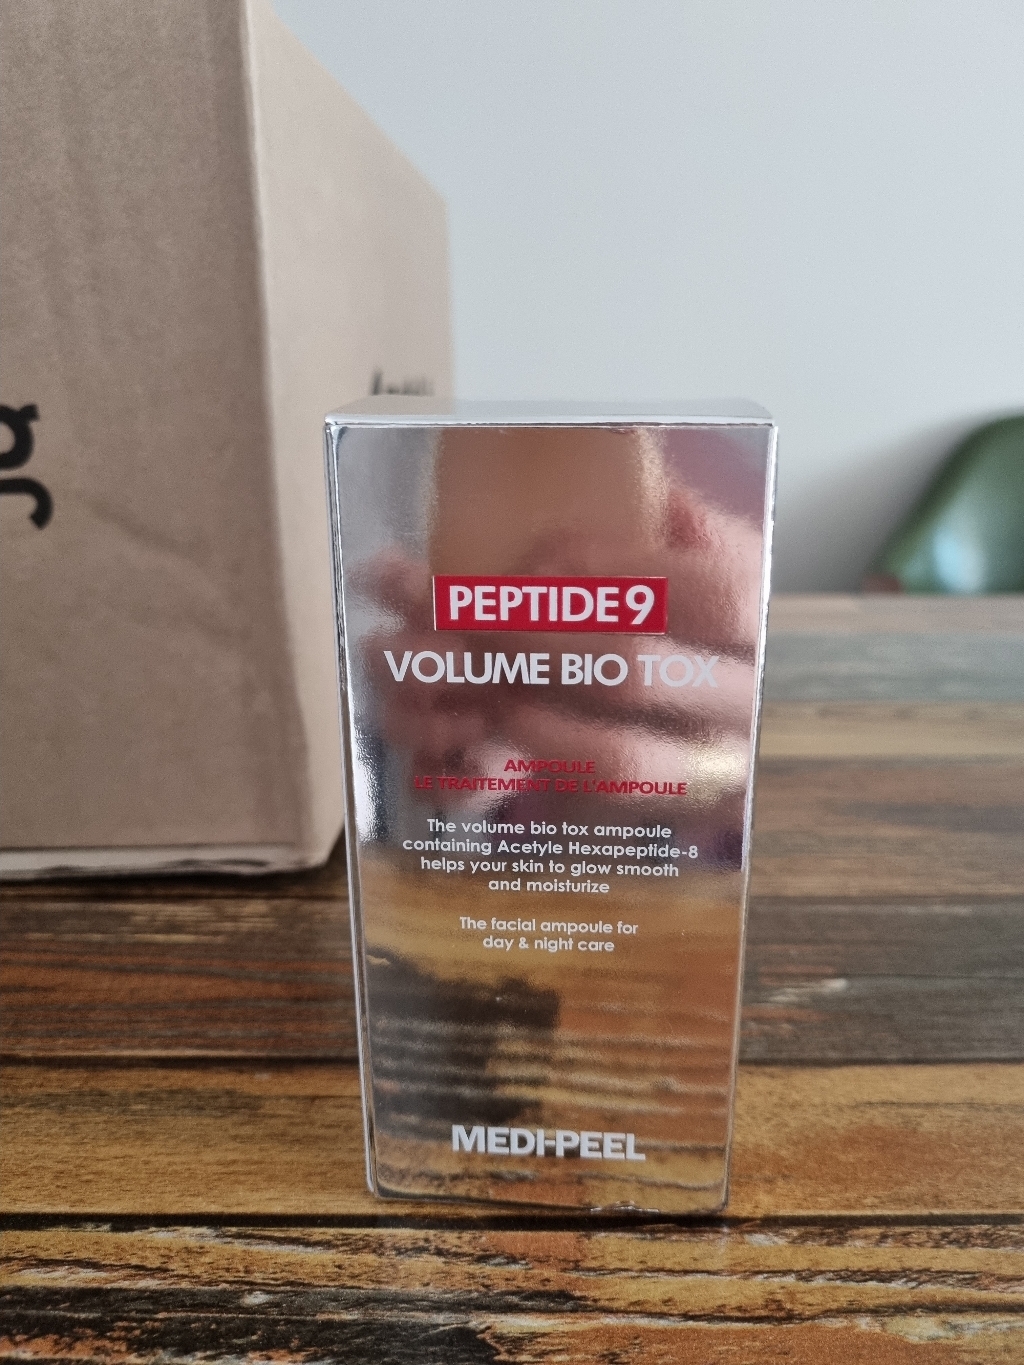 PEPTIDE 9
VOLUME BIO TOX
AMPOULE
LE TRAITEMENT DE L'AMPOULE
The volume bio tox ampoule
containing Acetyle Hexapeptide-8
helps your skin to glow smooth
and moisturize
The facial ampoule for
day & night care
MEDI-PEEL